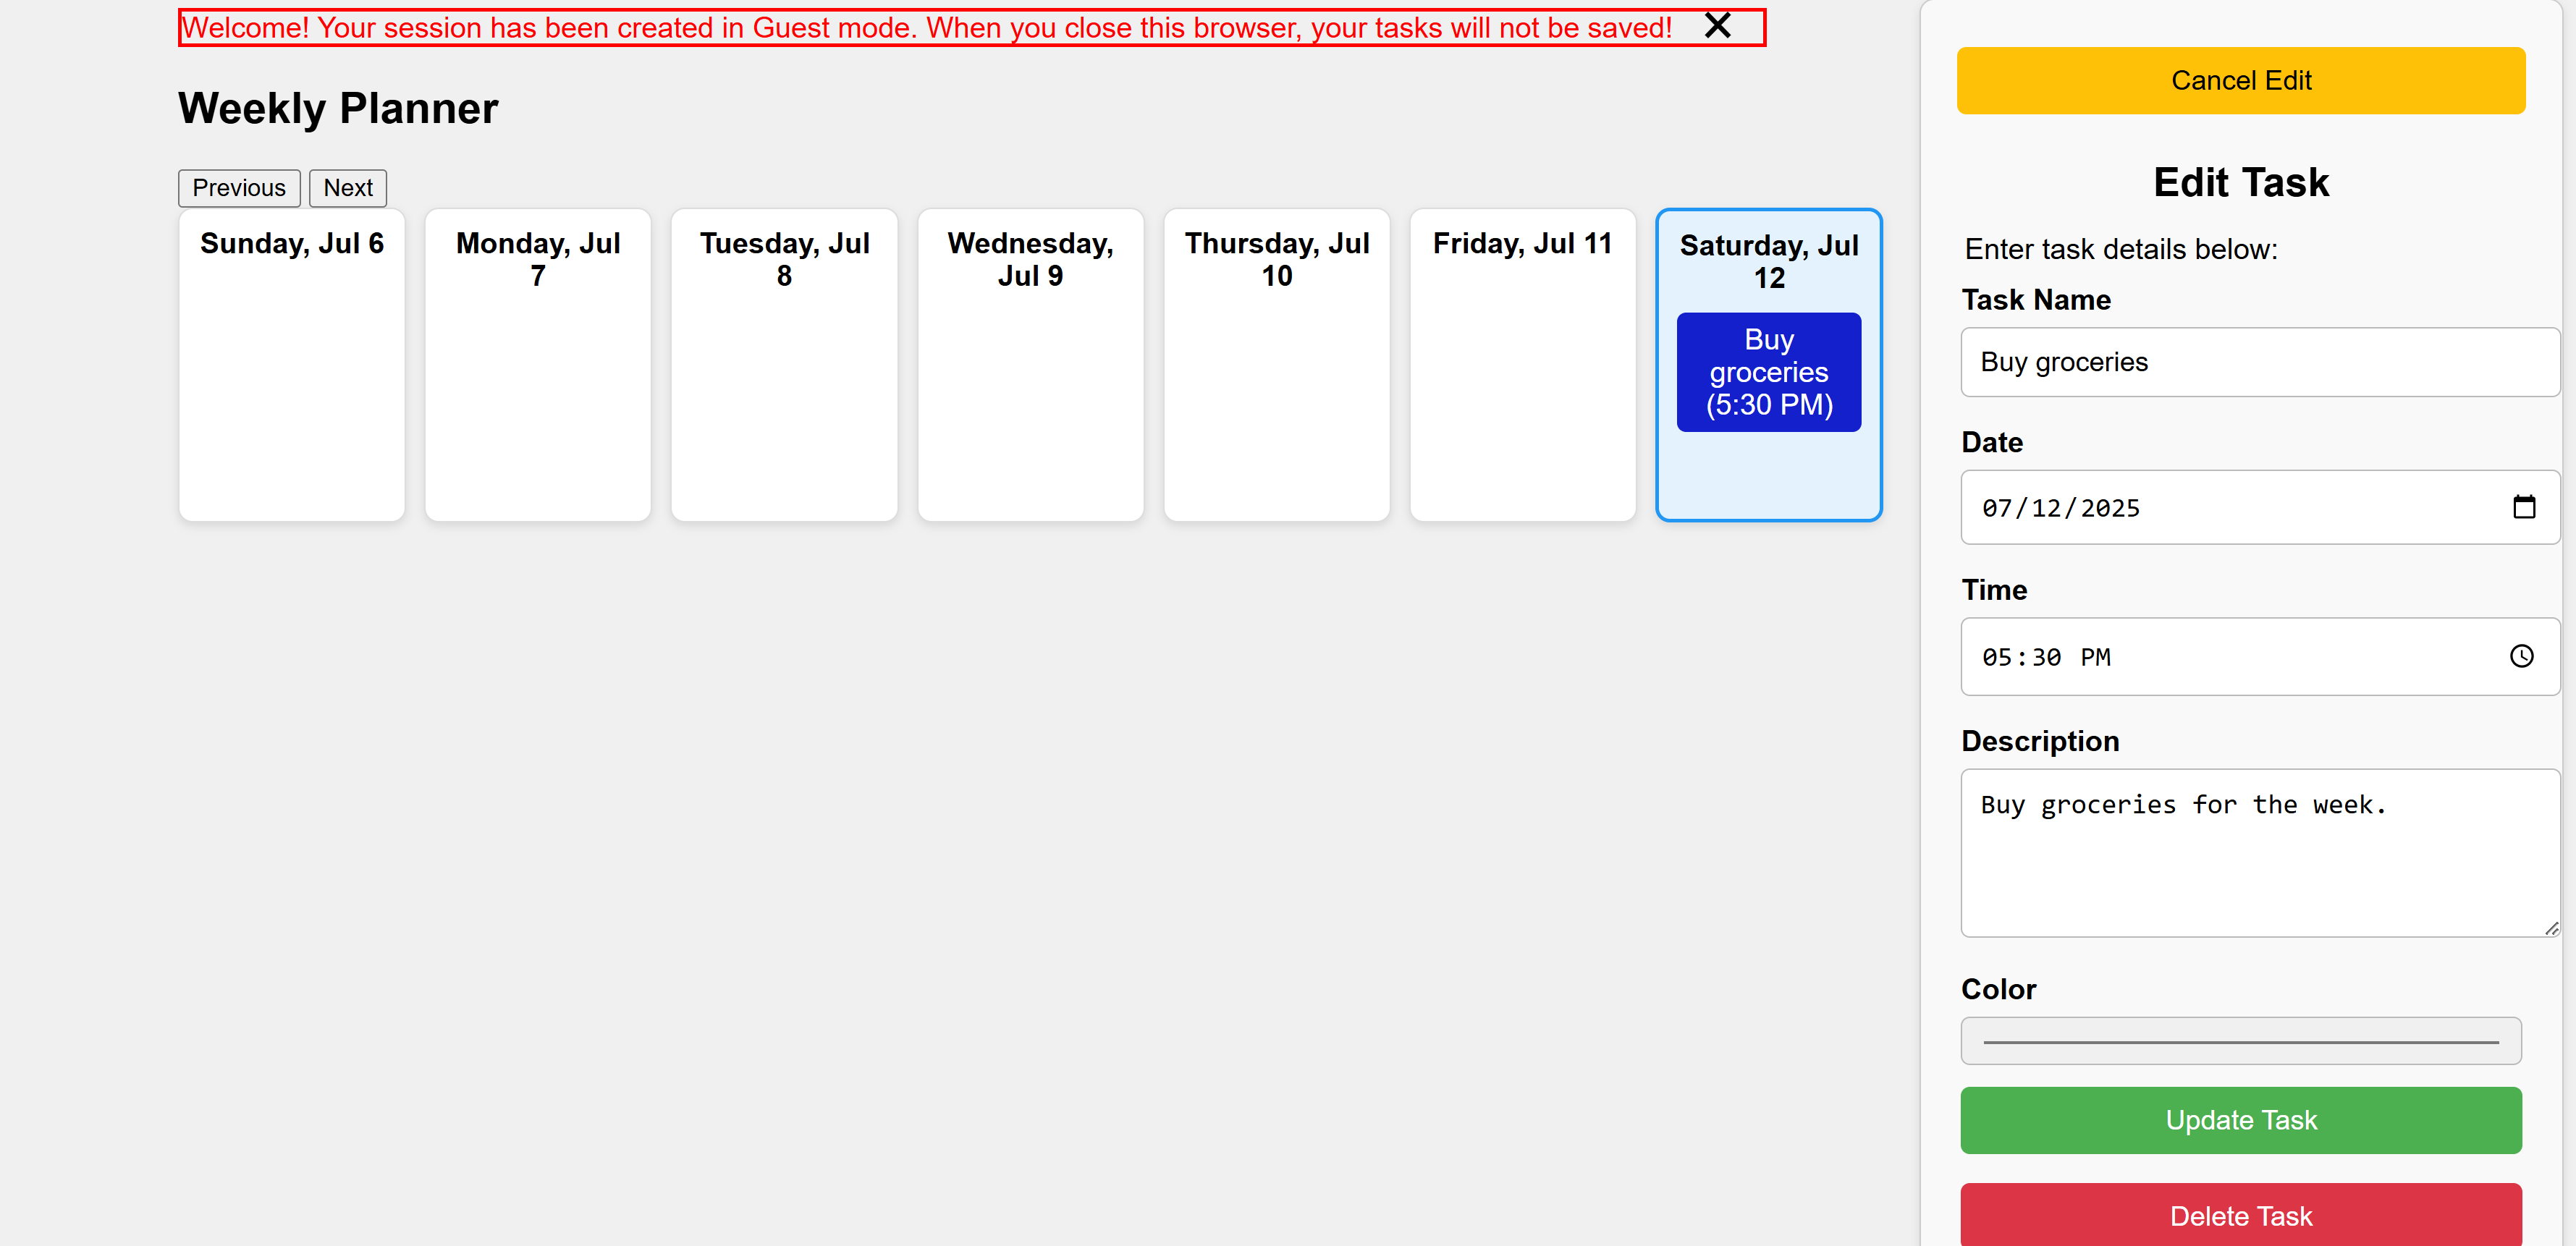 Welcome! Your session has been created in Guest mode. When you close this browser, your tasks will not be saved! ✕
Weekly Planner
Previous Next
Sunday, Jul 6
Monday, Jul
7
Tuesday, Jul
8
Wednesday,
Jul 9
Thursday, Jul
10
Friday, Jul 11
Saturday, Jul
12
Buy
groceries
(5:30 PM)
Cancel Edit
Edit Task
Enter task details below:
Task Name
Buy groceries
Date
07/12/2025
Time
05:30 PM
Description
Buy groceries for the week.
Color
Update Task
Delete Task